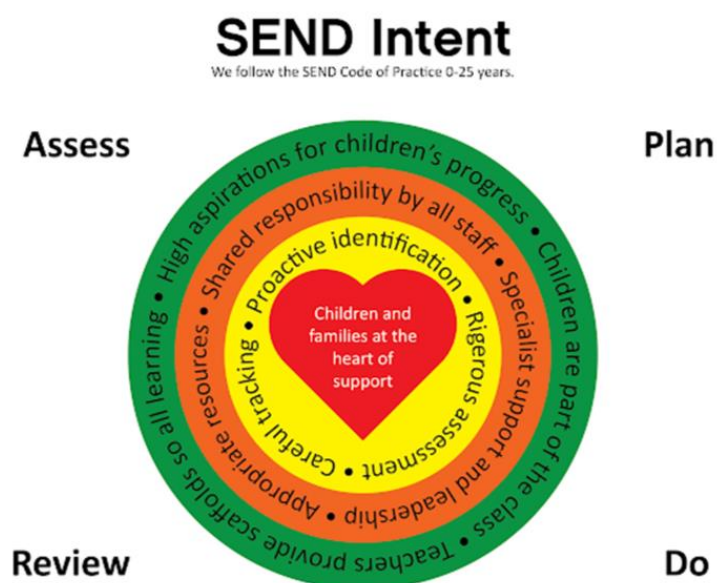 SEND Intent
We follow the SEND Code of Practice 0-25 years.
Assess
Plan
High aspirations for children's progress • Children are part of the class • Teachers provide scaffolds so all learning •
Shared responsibility by all staff • Specialist support and leadership • Appropriate resources •
Proactive identification • Rigerous assessment • Careful tracking •
Children and
families at the
heart of
support
Review
Do